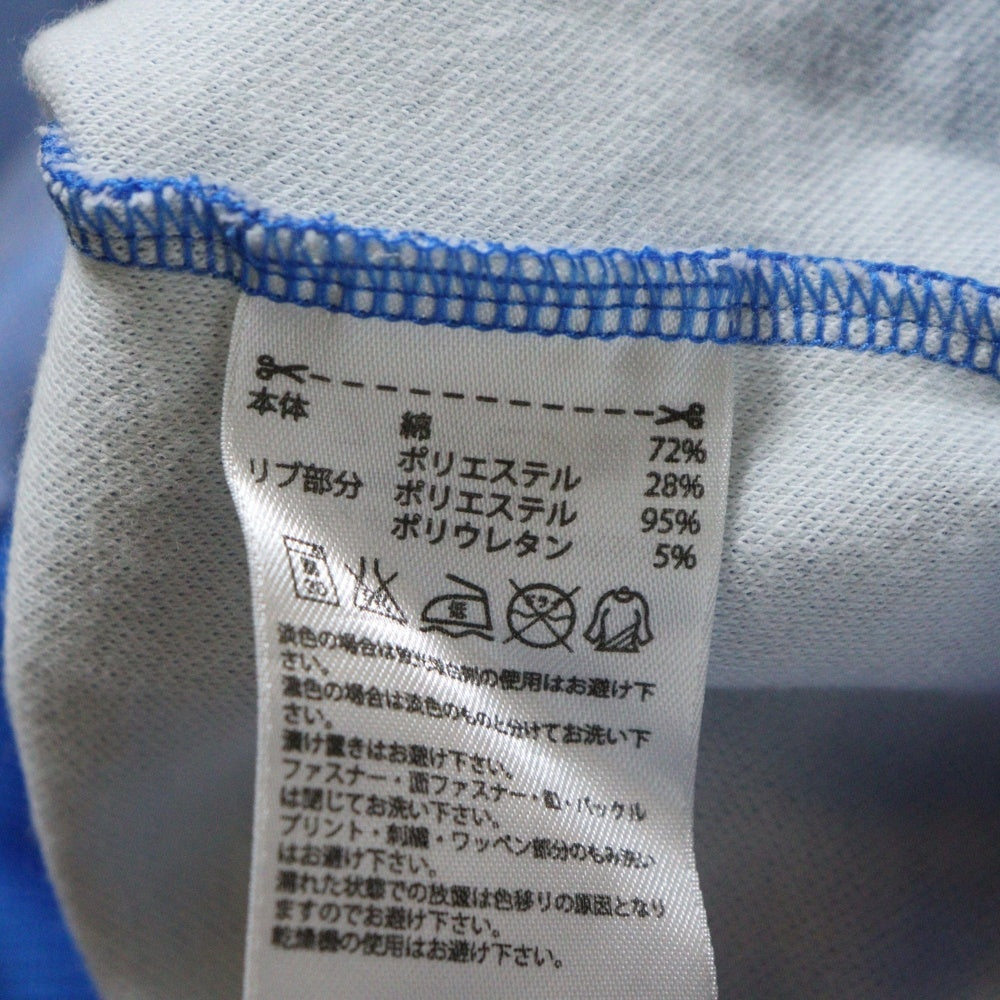 本体 綿 72%
ポリエステル 28%
リブ部分 ポリエステル 95%
ポリウレタン 5%
低
淡色の場合は蛍光増白剤の使用はお避け下
さい。
濃色の場合は淡色のものと分けてお洗い下
さい。
漬け置きはお避け下さい。
ファスナー・面ファスナー・釦・バックル
は閉じてお洗い下さい。
プリント・刺繍・ワッペン部分のもみ洗い
はお避け下さい。
濡れた状態での放置は色移りの原因となり
ますのでお避け下さい。
乾燥機の使用はお避け下さい。